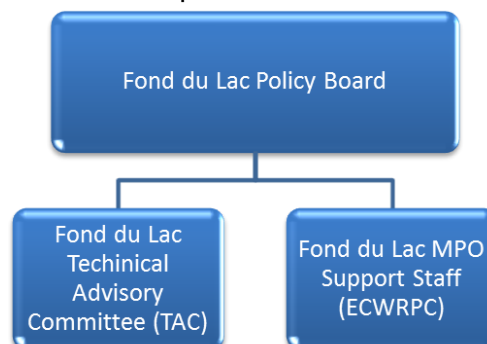 Fond du Lac Policy Board
Fond du Lac
Techinical
Advisory
Committee (TAC)
Fond du Lac MPO
Support Staff
(ECWRPC)